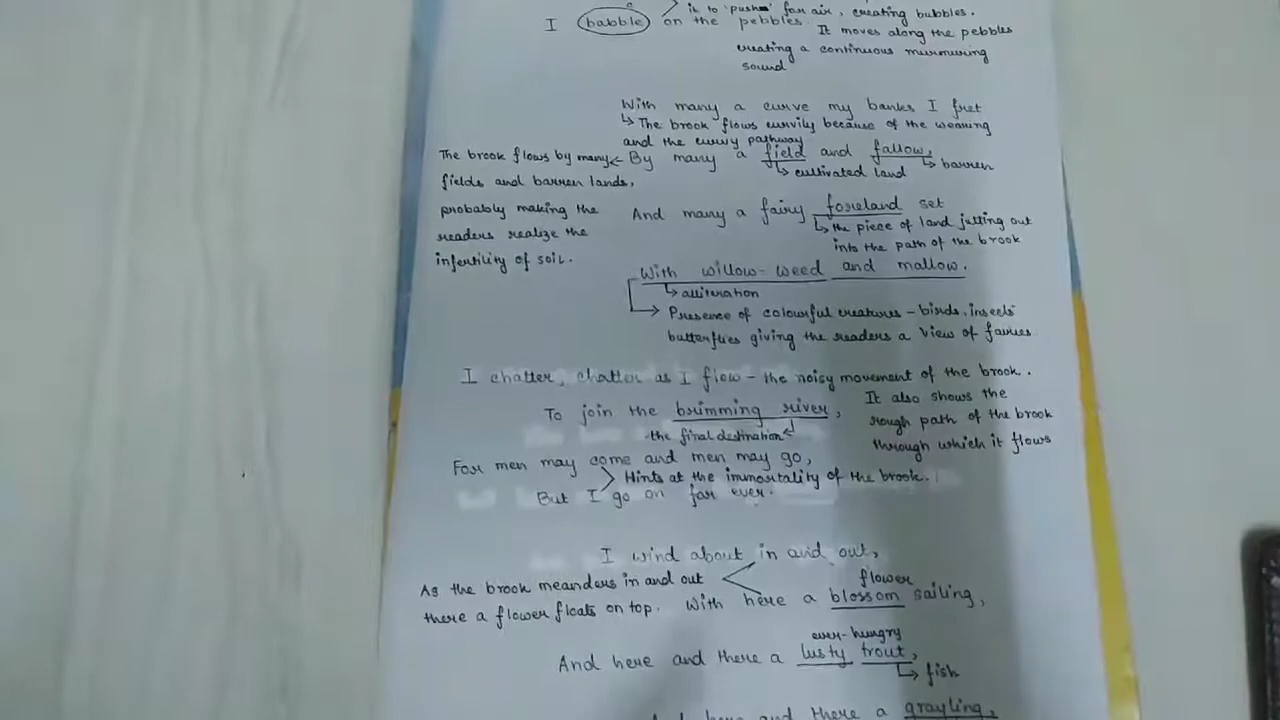 it to 'push' for air, creating bubbles.
I babble on the pebbles. It moves along the pebbles
creating a continuous murmuring
sound
With many a curve my banks I fret
↳ The brook flows curvily because of the weaning
and the curvy pathway
The brook flows by many ← By many a field and fallow,
↳ cultivated land
↳ barren
fields and barren lands,
probably making the
readers realize the
infertility of soil.
And many a fairy foreland set
↳ the piece of land jutting out
into the path of the brook
With willow-weed and mallow.
↳ alliteration
→ Presence of colourful creatures - birds, insects
butterflies giving the readers a view of fairies
I chatter, chatter as I flow - the noisy movement of the brook.
To join the brimming river,
the final destination
It also shows the
rough path of the brook
through which it flows
For men may come and men may go,
Hints at the immortality of the brook.
But I go on for ever.
I wind about in and out,
As the brook meanders in and out
there a flower floats on top.
flower
With here a blossom sailing,
ever-hungry
And here and there a lusty trout,
↳ fish
And here and there a grayling,